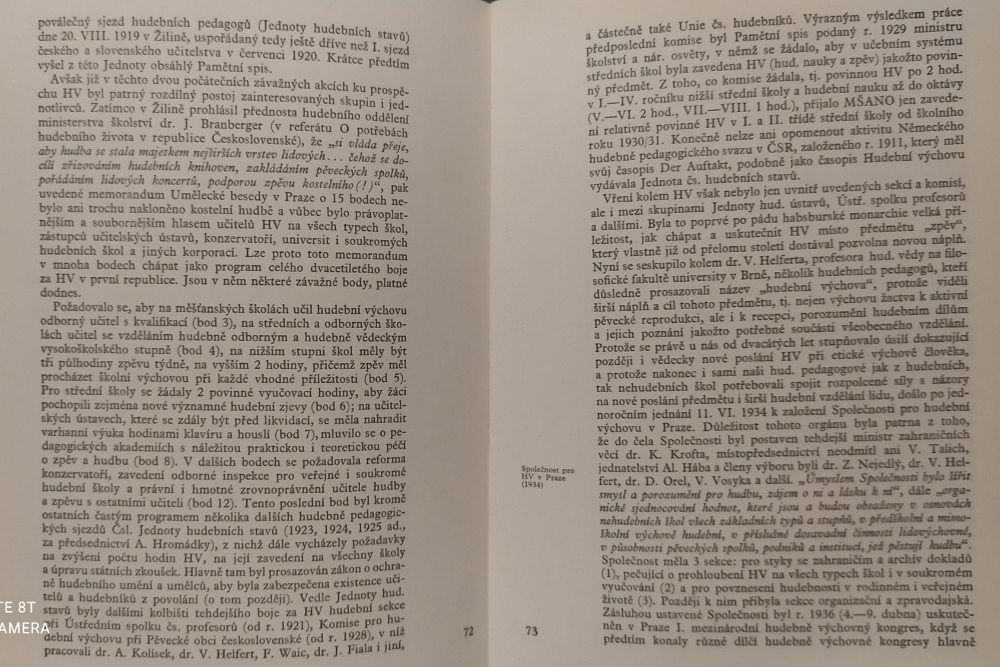 poválečný sjezd hudebních pedagogů (Jednoty hudebních stavů)
dne 20. VIII. 1919 v Žilině, uspořádaný tedy ještě dříve než I. sjezd
českého a slovenského učitelstva v červenci 1920. Krátce předtím
vyšel z této Jednoty obsáhlý Pamětní spis.
Avšak již v těchto dvou počátečních závažných akcích ku prospě-
chu HV byl patrný rozdílný postoj zainteresovaných skupin i jed-
notlivců. Zatímco v Žilině prohlásil přednosta hudebního oddělení
ministerstva školství dr. J. Branberger (v referátu O potřebách
hudebního života v republice Československé), že „si vláda přeje,
aby hudba se stala majetkem nejširších vrstev lidových... čehož se do-
cílí zřizováním hudebních knihoven, zakládáním pěveckých spolků,
pořádáním lidových koncertů, podporou zpěvu kostelního(!)“, pak
uvedené memorandum Umělecké besedy v Praze o 15 bodech ne-
bylo ani trochu nakloněno kostelní hudbě a vůbec bylo právoplat-
nějším a soubornějším hlasem učitelů HV na všech typech škol,
zástupců učitelských ústavů, konzervatoří, universit i soukromých
hudebních škol a jiných korporací. Lze proto toto memorandum
v mnoha bodech chápat jako program celého dvacetiletého boje
za HV v první republice. Jsou v něm některé závažné body, platné
dodnes.
Požadovalo se, aby na měšťanských školách učil hudební výchovu
odborný učitel s kvalifikací (bod 3), na středních a odborných ško-
lách učitel se vzděláním hudebně odborným a hudebně vědeckým
vysokoškolského stupně (bod 4), na nižším stupni škol měly být
tři půlhodiny zpěvu týdně, na vyšším 2 hodiny, přičemž zpěv měl
procházet školní výchovou při každé vhodné příležitosti (bod 5).
Pro střední školy se žádaly 2 povinné vyučovací hodiny, aby žáci
pochopili zejména nové významné hudební zjevy (bod 6); na učitel-
ských ústavech, které se zdály být před likvidací, se měla nahradit
varhanní výuka hodinami klavíru a houslí (bod 7), mluvilo se o pe-
dagogických akademiích s náležitou praktickou i teoretickou péčí
o zpěv a hudbu (bod 8). V dalších bodech se požadovala reforma
konzervatoří, zavedení odborné inspekce pro veřejné i soukromé
hudební školy a právní i hmotné zrovnoprávnění učitele hudby
a zpěvu s ostatními učiteli (bod 12). Tento poslední bod byl kromě
ostatních častým programem několika dalších hudebně pedagogic-
kých sjezdů Čsl. Jednoty hudebních stavů (1923, 1924, 1925 ad.,
za předsednictví A. Hromádky), z nichž dále vycházely požadavky
na zvýšení počtu hodin HV, na její zavedení na všechny školy
a úpravu státních zkoušek. Hlavně tam byl prosazován zákon o ochra-
ně hudebního umění a umělců, aby byla zabezpečena existence uči-
telů a hudebníků z povolání (o tom později). Vedle Jednoty hud.
stavů byly dalšími kolbišti tehdejšího boje za HV hudební sekce
při Ústředním spolku čs. profesorů (od r. 1921), Komise pro hu-
dební výchovu při Pěvecké obci československé (od r. 1928), v níž
pracovali dr. A. Kolísek, dr. V. Helfert, F. Waic, dr. J. Fiala i jiní,
72
TE 8T
AMERA
a částečně také Unie čs. hudebníků. Výrazným výsledkem práce
předposlední komise byl Pamětní spis podaný r. 1929 ministru
školství a nár. osvěty, v němž se žádalo, aby v učebním systému
středních škol byla zavedena HV (hud. nauky a zpěv) jakožto povin-
ný předmět. Z toho, co komise žádala, tj. povinnou HV po 2 hod.
v I.—IV. ročníku nižší střední školy a hudební nauku až do oktávy
(V.—VI. 2 hod., VII.—VIII. 1 hod.), přijalo MŠANO jen zavede-
ní relativně povinné HV v I. a II. třídě střední školy od školního
roku 1930/31. Konečně nelze ani opomenout aktivitu Německého
hudebně pedagogického svazu v ČSR, založeného r. 1911, který měl
svůj časopis Der Auftakt, podobně jako časopis Hudební výchovu
vydávala Jednota čs. hudebních stavů.
Vření kolem HV však nebylo jen uvnitř uvedených sekcí a komisí,
ale i mezi skupinami Jednoty hud. ústavů, Ústř. spolku profesorů
a dalšími. Byla to poprvé po pádu habsburské monarchie velká pří-
ležitost, jak chápat a uskutečnit HV místo předmětu „zpěv“,
který vlastně již od přelomu století dostával pozvolna novou náplň.
Nyní se seskupilo kolem dr. V. Helferta, profesora hud. vědy na filo-
sofické fakultě university v Brně, několik hudebních pedagogů, kteří
důsledně prosazovali název „hudební výchova“, protože viděli
širší náplň a cíl tohoto předmětu, tj. nejen výchovu žactva k aktivní
pěvecké reprodukci, ale i k recepci, porozumění hudebním dílům
a jejich poznání jakožto potřebné součásti všeobecného vzdělání.
Protože se právě u nás od dvacátých let stupňovalo úsilí dokazující
později i vědecky nové poslání HV při etické výchově člověka,
a protože nakonec i sami naši hud. pedagogové jak z hudebních,
tak nehudebních škol potřebovali spojit rozpolcené síly s názory
na nové poslání předmětu i širší hudební vzdělání lidu, došlo po jed-
noročním jednání 11. VI. 1934 k založení Společnosti pro hudební
výchovu v Praze. Důležitost tohoto orgánu byla patrna z toho,
že do čela Společnosti byl postaven tehdejší ministr zahraničních
věcí dr. K. Krofta, místopředsednictví neodmítl ani V. Talich,
jednatelství Al. Hába a členy výboru byli dr. Z. Nejedlý, dr. V. Hel-
fert, dr. D. Orel, V. Vosyka a další. „Úmyslem Společnosti bylo šířit
smysl a porozumění pro hudbu, zájem o ni a lásku k ní“, dále „orga-
nické sjednocování hodnot, které jsou a budou obsaženy v osnovách
nehudebních škol všech základních typů a stupňů, v předškolní a mimo-
školní výchově hudební, v příslušné dosavadní činnosti lidovýchovné,
v působnosti pěveckých spolků, podniků a institucí, jež pěstují hudbu“.
Společnost měla 3 sekce: pro styky se zahraničím a archív dokladů
(1), pečující o prohloubení HV na všech typech škol i v soukromém
vyučování (2) a pro povznesení hudebnosti v rodinném i veřejném
životě (3). Později k nim přibyla sekce organizační a zpravodajská.
Zásluhou ustavené Společnosti byl r. 1936 (4.—9. dubna) uskuteč-
něn v Praze I. mezinárodní hudebně výchovný kongres, když se
předtím konaly různé dílčí hudebně výchovné kongresy hlavně
Společnost pro
HV v Praze
(1934)
73